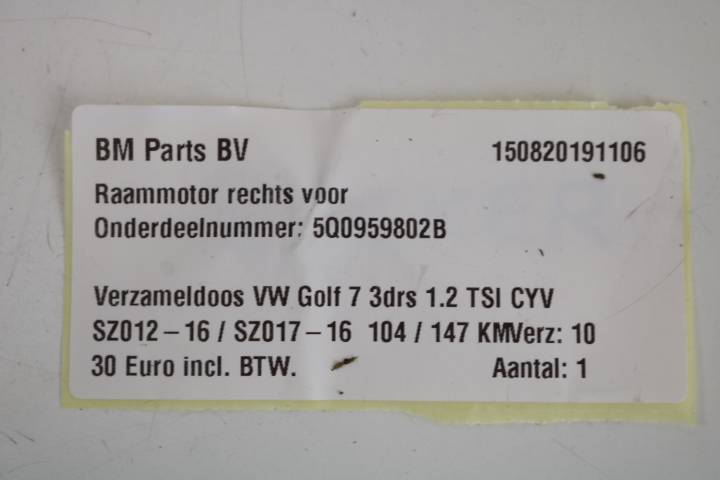 BM Parts BV 150820191106
Raammotor rechts voor
Onderdeelnummer: 5Q0959802B
Verzameldoos VW Golf 7 3drs 1.2 TSI CYV
SZ012-16 / SZ017-16 104 / 147 KMVerz: 10
30 Euro incl. BTW. Aantal: 1